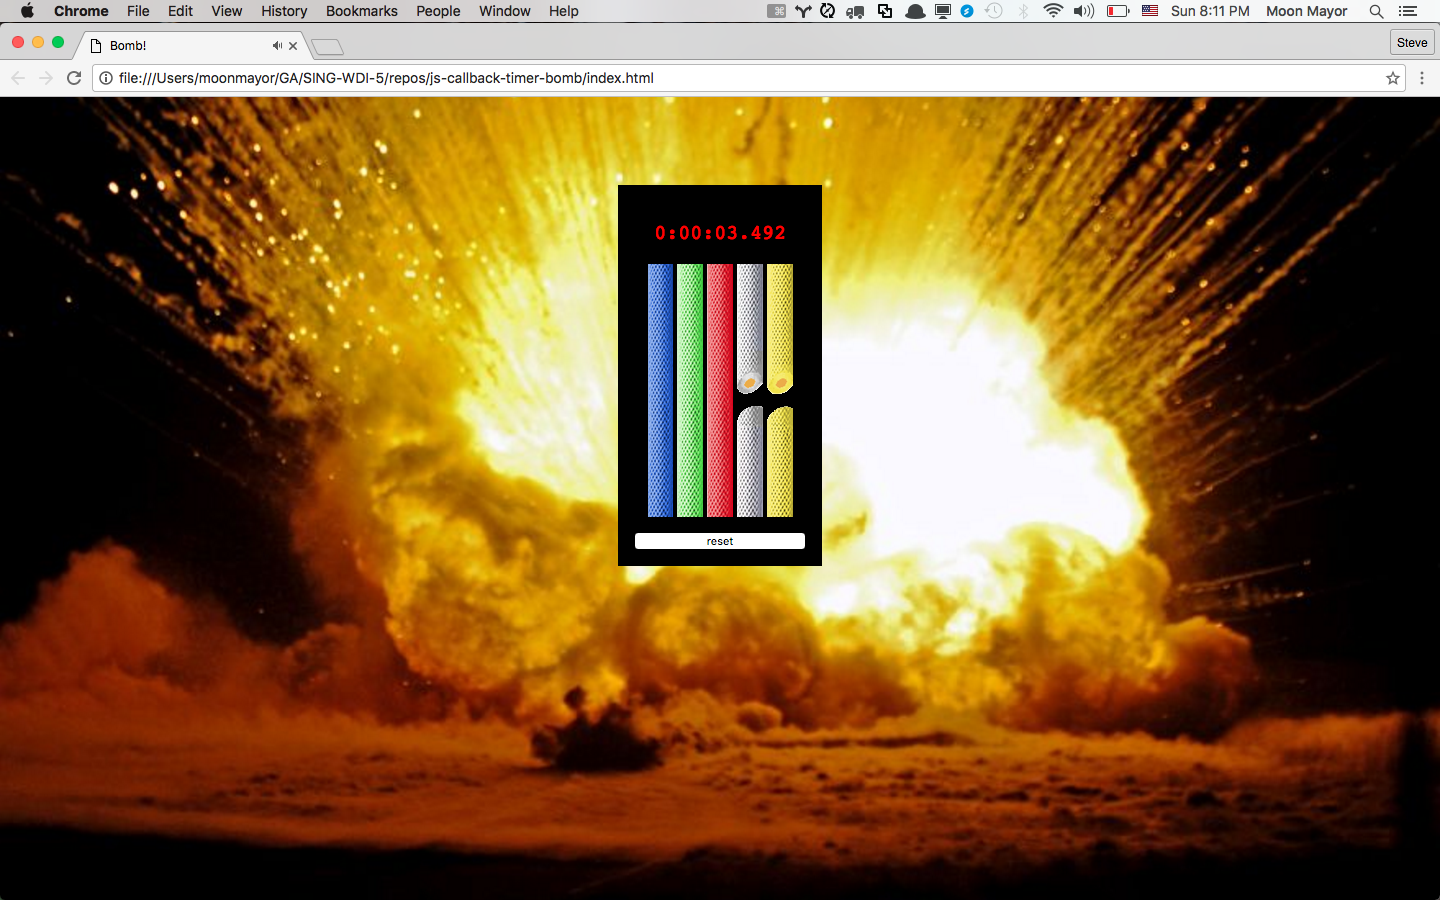 Chrome File Edit View History Bookmarks People Window Help Sun 8:11 PM Moon Mayor
Bomb! Steve
file:///Users/moonmayor/GA/SING-WDI-5/repos/js-callback-timer-bomb/index.html
0:00:03.492
reset